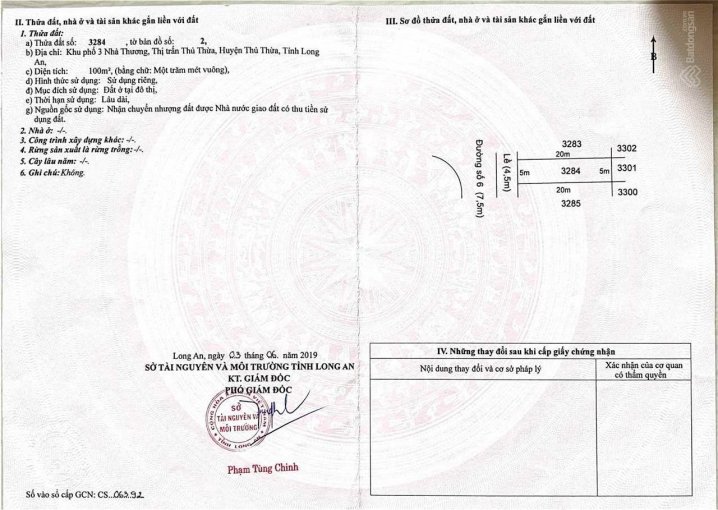 II. Thửa đất, nhà ở và tài sản khác gắn liền với đất
1. Thửa đất:
a) Thửa đất số: 3284 , tờ bản đồ số: 2,
b) Địa chỉ: Khu phố 3 Nhà Thương, Thị trấn Thủ Thừa, Huyện Thủ Thừa, Tỉnh Long
An,
c) Diện tích: 100m², (bằng chữ: Một trăm mét vuông),
d) Hình thức sử dụng: Sử dụng riêng,
đ) Mục đích sử dụng: Đất ở tại đô thị,
e) Thời hạn sử dụng: Lâu dài,
g) Nguồn gốc sử dụng: Nhận chuyển nhượng đất được Nhà nước giao đất có thu tiền sử
dụng đất.
2. Nhà ở: -/-.
3. Công trình xây dựng khác: -/-.
4. Rừng sản xuất là rừng trồng: -/-.
5. Cây lâu năm: -/-.
6. Ghi chú: Không.
Long An, ngày 03 tháng 06 năm 2019
SỞ TÀI NGUYÊN VÀ MÔI TRƯỜNG TỈNH LONG AN
KT. GIÁM ĐỐC
PHÓ GIÁM ĐỐC
SỞ
TÀI NGUYÊN VÀ
MÔI TRƯỜNG
TỈNH LONG AN
Phạm Tùng Chinh
Số vào sổ cấp GCN: CS...06392
III. Sơ đồ thửa đất, nhà ở và tài sản khác gắn liền với đất
B
Batdongsan
Đường số 6 (7,5m)
Lề (4,5m)
3283
20m
3302
5m
3284
5m
3301
20m
3300
3285
IV. Những thay đổi sau khi cấp giấy chứng nhận
Nội dung thay đổi và cơ sở pháp lý
Xác nhận của cơ quan
có thẩm quyền